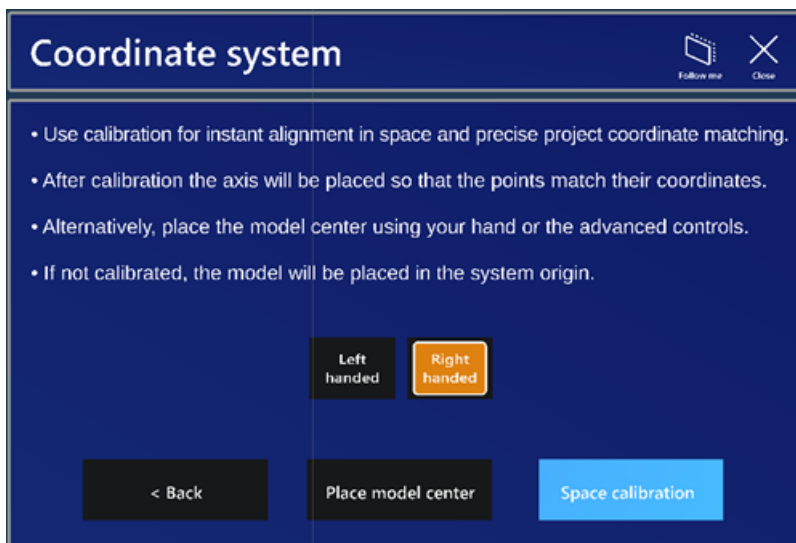 Coordinate system
Follow me
Close
• Use calibration for instant alignment in space and precise project coordinate matching.
• After calibration the axis will be placed so that the points match their coordinates.
• Alternatively, place the model center using your hand or the advanced controls.
• If not calibrated, the model will be placed in the system origin.
Left
handed
Right
handed
< Back
Place model center
Space calibration